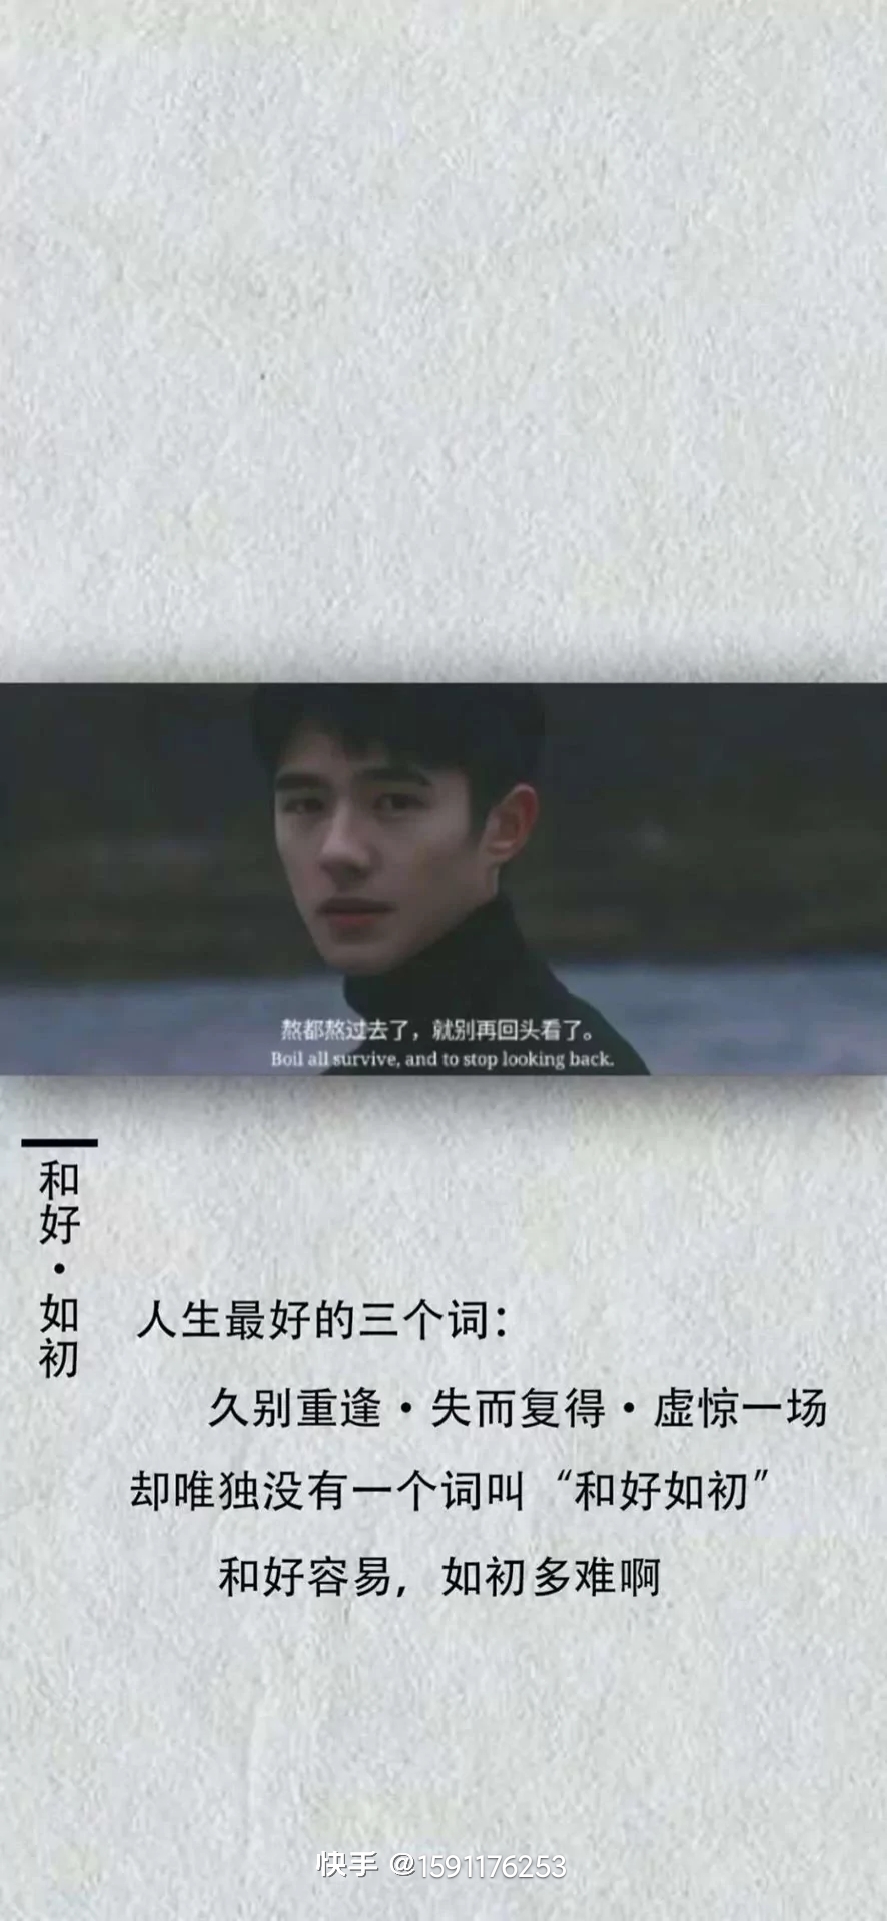 熬都熬过去了，就别再回头看了。
Boil all survive, and to stop looking back.
和好·如初
人生最好的三个词：
久别重逢·失而复得·虚惊一场
却唯独没有一个词叫“和好如初”
和好容易，如初多难啊
快手 @1591176253